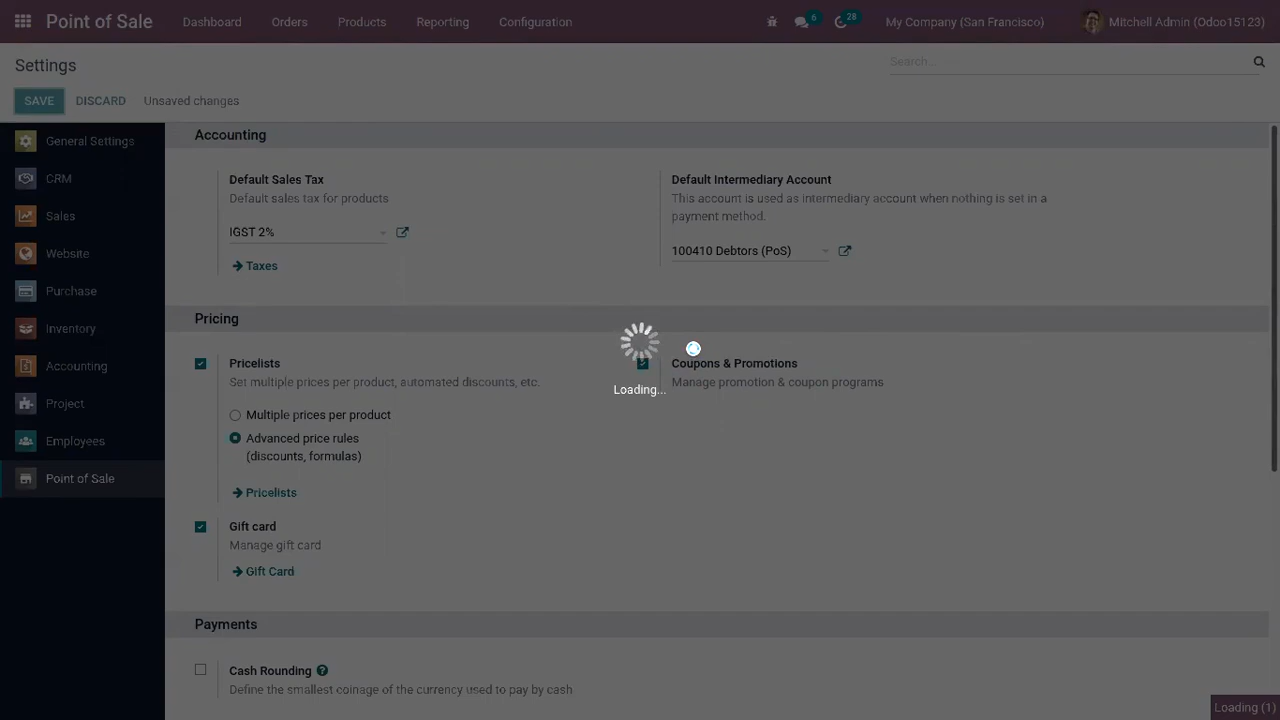 Point of Sale
Dashboard
Orders
Products
Reporting
Configuration
6
28
My Company (San Francisco)
Mitchell Admin (Odoo15123)
Settings
Search...
SAVE
DISCARD
Unsaved changes
General Settings
CRM
Sales
Website
Purchase
Inventory
Accounting
Project
Employees
Point of Sale
Accounting
Default Sales Tax
Default sales tax for products
IGST 2%
Taxes
Default Intermediary Account
This account is used as intermediary account when nothing is set in a
payment method.
100410 Debtors (PoS)
Pricing
Pricelists
Set multiple prices per product, automated discounts, etc.
Multiple prices per product
Advanced price rules
(discounts, formulas)
Pricelists
Coupons & Promotions
Manage promotion & coupon programs
Loading...
Gift card
Manage gift card
Gift Card
Payments
Cash Rounding
Define the smallest coinage of the currency used to pay by cash
Loading (1)